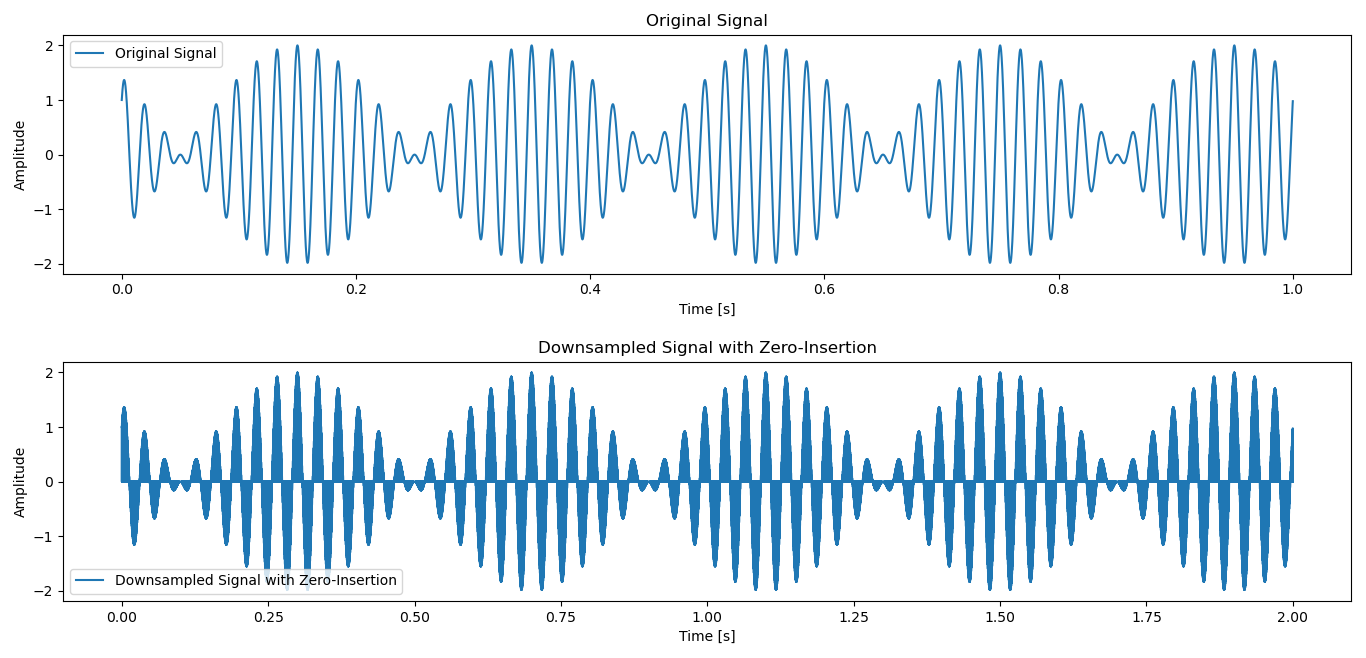 Original Signal
Original Signal
2
1
0
−1
−2
Amplitude
0.0 0.2 0.4 0.6 0.8 1.0
Time [s]
Downsampled Signal with Zero-Insertion
2
1
0
−1
−2
Amplitude
Downsampled Signal with Zero-Insertion
0.00 0.25 0.50 0.75 1.00 1.25 1.50 1.75 2.00
Time [s]